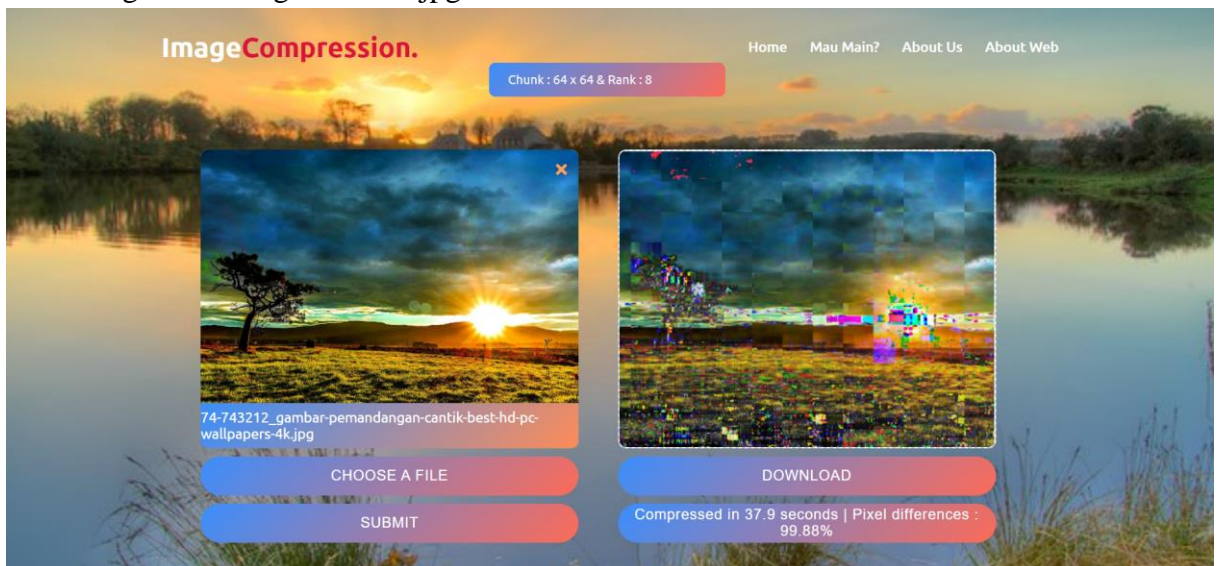 ImageCompression.
Home Mau Main? About Us About Web
Chunk : 64 x 64 & Rank : 8
74-743212_gambar-pemandangan-cantik-best-hd-pc-
wallpapers-4k.jpg
CHOOSE A FILE
DOWNLOAD
SUBMIT
Compressed in 37.9 seconds | Pixel differences :
99.88%